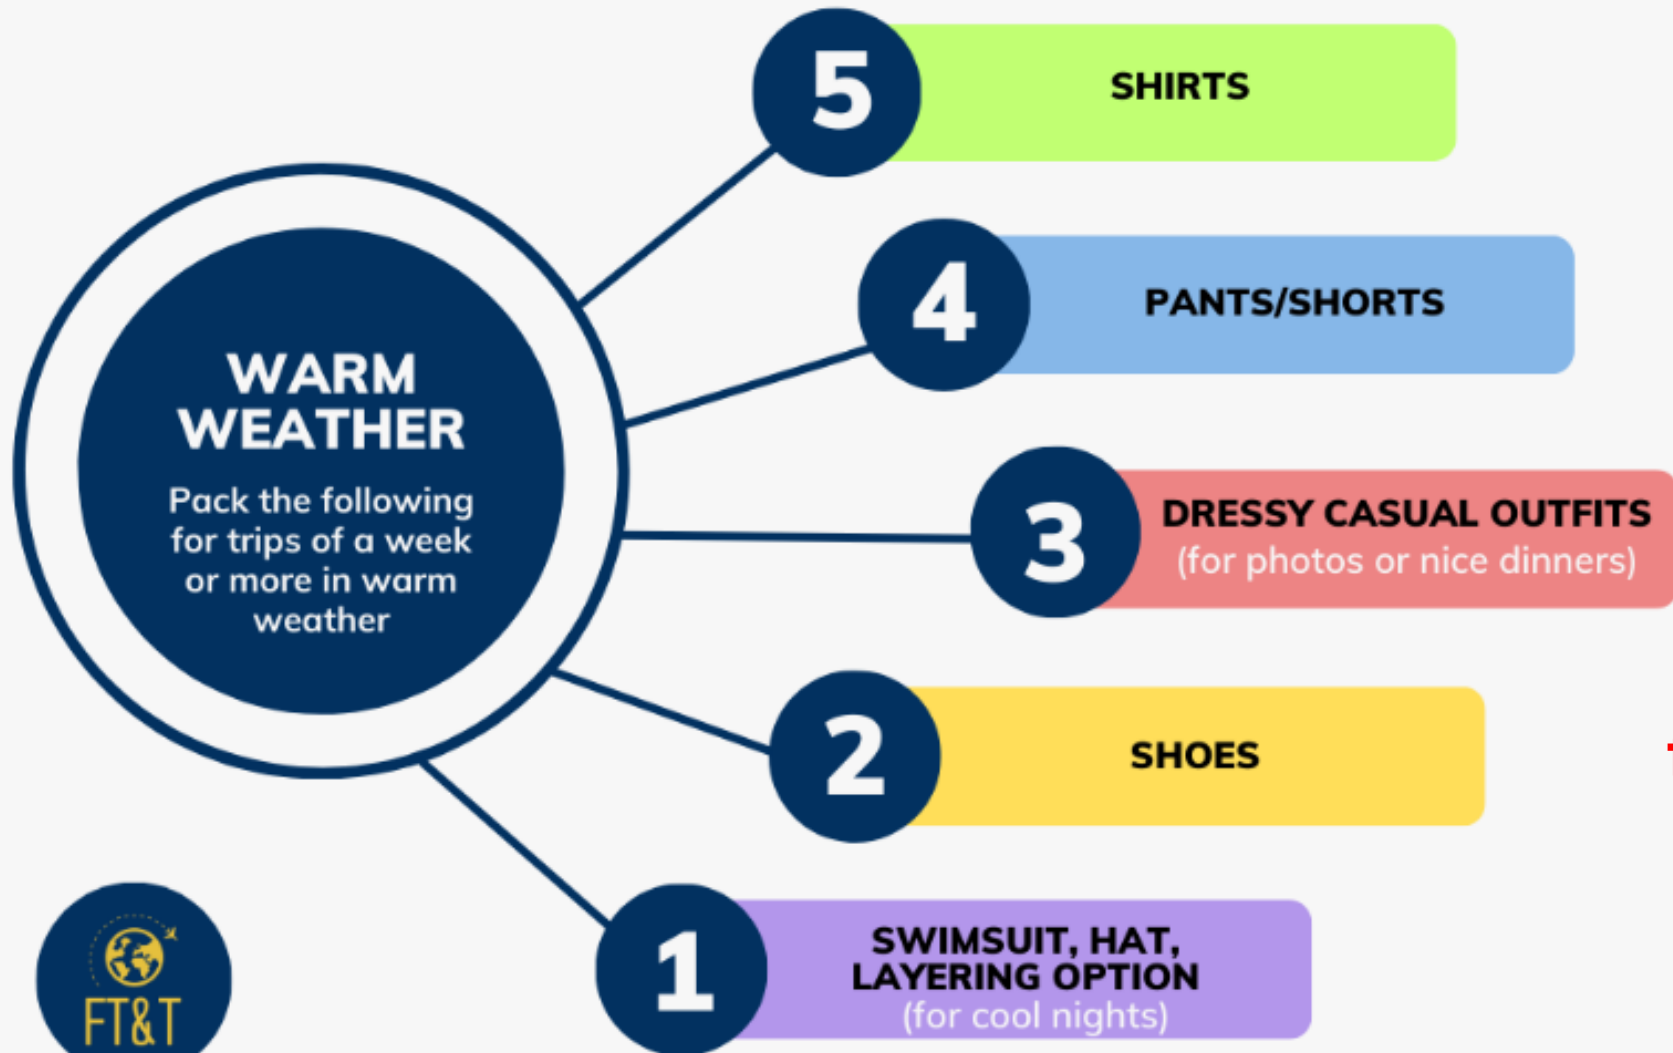 5
SHIRTS
4
PANTS/SHORTS
WARM
WEATHER
Pack the following
for trips of a week
or more in warm
weather
3
DRESSY CASUAL OUTFITS
(for photos or nice dinners)
2
SHOES
1
SWIMSUIT, HAT,
LAYERING OPTION
(for cool nights)
FT&T